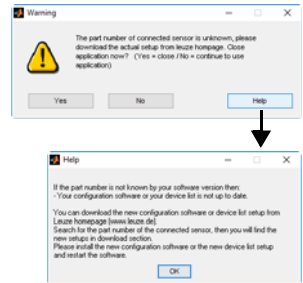 Warning
The part number of connected sensor is unknown, please
download the actual setup from leuze hompage. Close
application now? (Yes = close / No = continue to use
application)
Yes No Help
Help
If the part number is not known by your software version then:
- Your configuration software or your device list is not up to date.
You can download the new configuration software or device list setup from
Leuze homepage (www.leuze.de).
Search for the part number of the connected sensor, then you will find the
new setups in download section.
Please install the new configuration software or the new device list setup
and restart the software.
OK